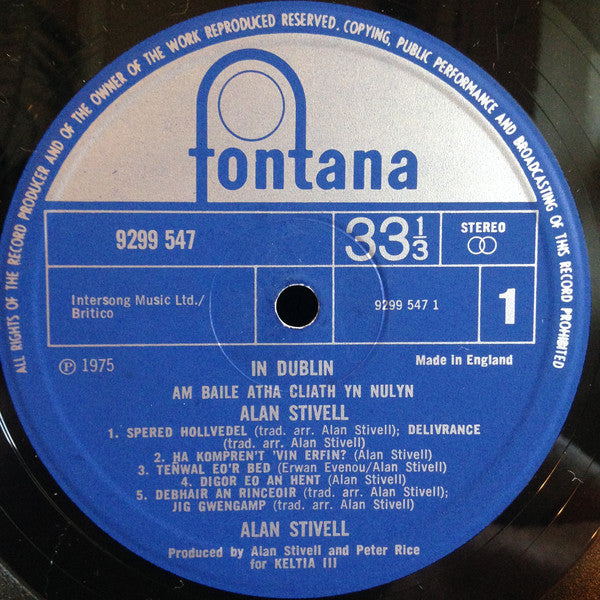 ALL RIGHTS OF THE RECORD PRODUCER AND OF THE OWNER OF THE WORK REPRODUCED RESERVED. COPYING, PUBLIC PERFORMANCE AND BROADCASTING OF THIS RECORD PROHIBITED
fontana
9299 547
33 1/3
STEREO
Intersong Music Ltd./
Britico
9299 547 1
1
Ⓟ 1975
IN DUBLIN
Made in England
AM BAILE ATHA CLIATH YN NULYN
ALAN STIVELL
1. SPERED HOLLVEDEL (trad. arr. Alan Stivell); DELIVRANCE
(trad. arr. Alan Stivell)
2. HA KOMPREN'T 'VIN ERFIN? (Alan Stivell)
3. TEŃWAL EO'R BED (Erwan Evenou/Alan Stivell)
4. DIGOR EO AN HENT (Alan Stivell)
5. DEBHAIR AN RINCEOIR (trad. arr. Alan Stivell);
JIG GWENGAMP (trad. arr. Alan Stivell)
ALAN STIVELL
Produced by Alan Stivell and Peter Rice
for KELTIA III